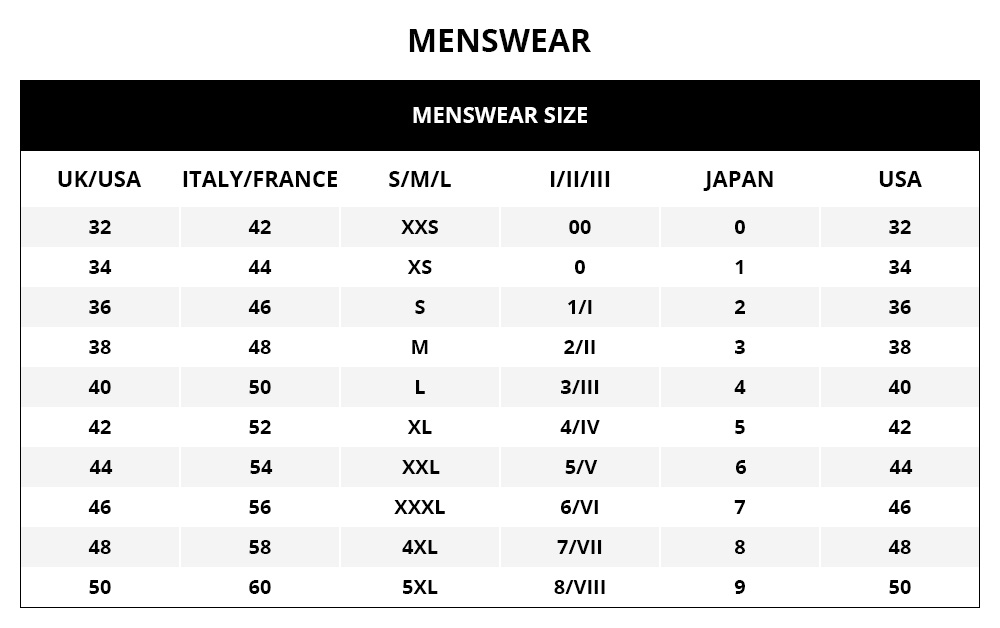 MENSWEAR
MENSWEAR SIZE
UK/USA ITALY/FRANCE S/M/L I/II/III JAPAN USA
32 42 XXS 00 0 32
34 44 XS 0 1 34
36 46 S 1/I 2 36
38 48 M 2/II 3 38
40 50 L 3/III 4 40
42 52 XL 4/IV 5 42
44 54 XXL 5/V 6 44
46 56 XXXL 6/VI 7 46
48 58 4XL 7/VII 8 48
50 60 5XL 8/VIII 9 50